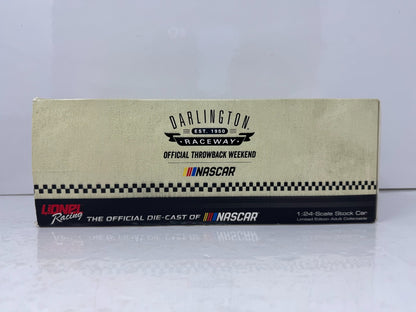 DARLINGTON
EST. 1950
RACEWAY
OFFICIAL THROWBACK WEEKEND
NASCAR
LIONEL Racing THE OFFICIAL DIE-CAST OF NASCAR
1:24-Scale Stock Car
Limited Edition Adult Collectable